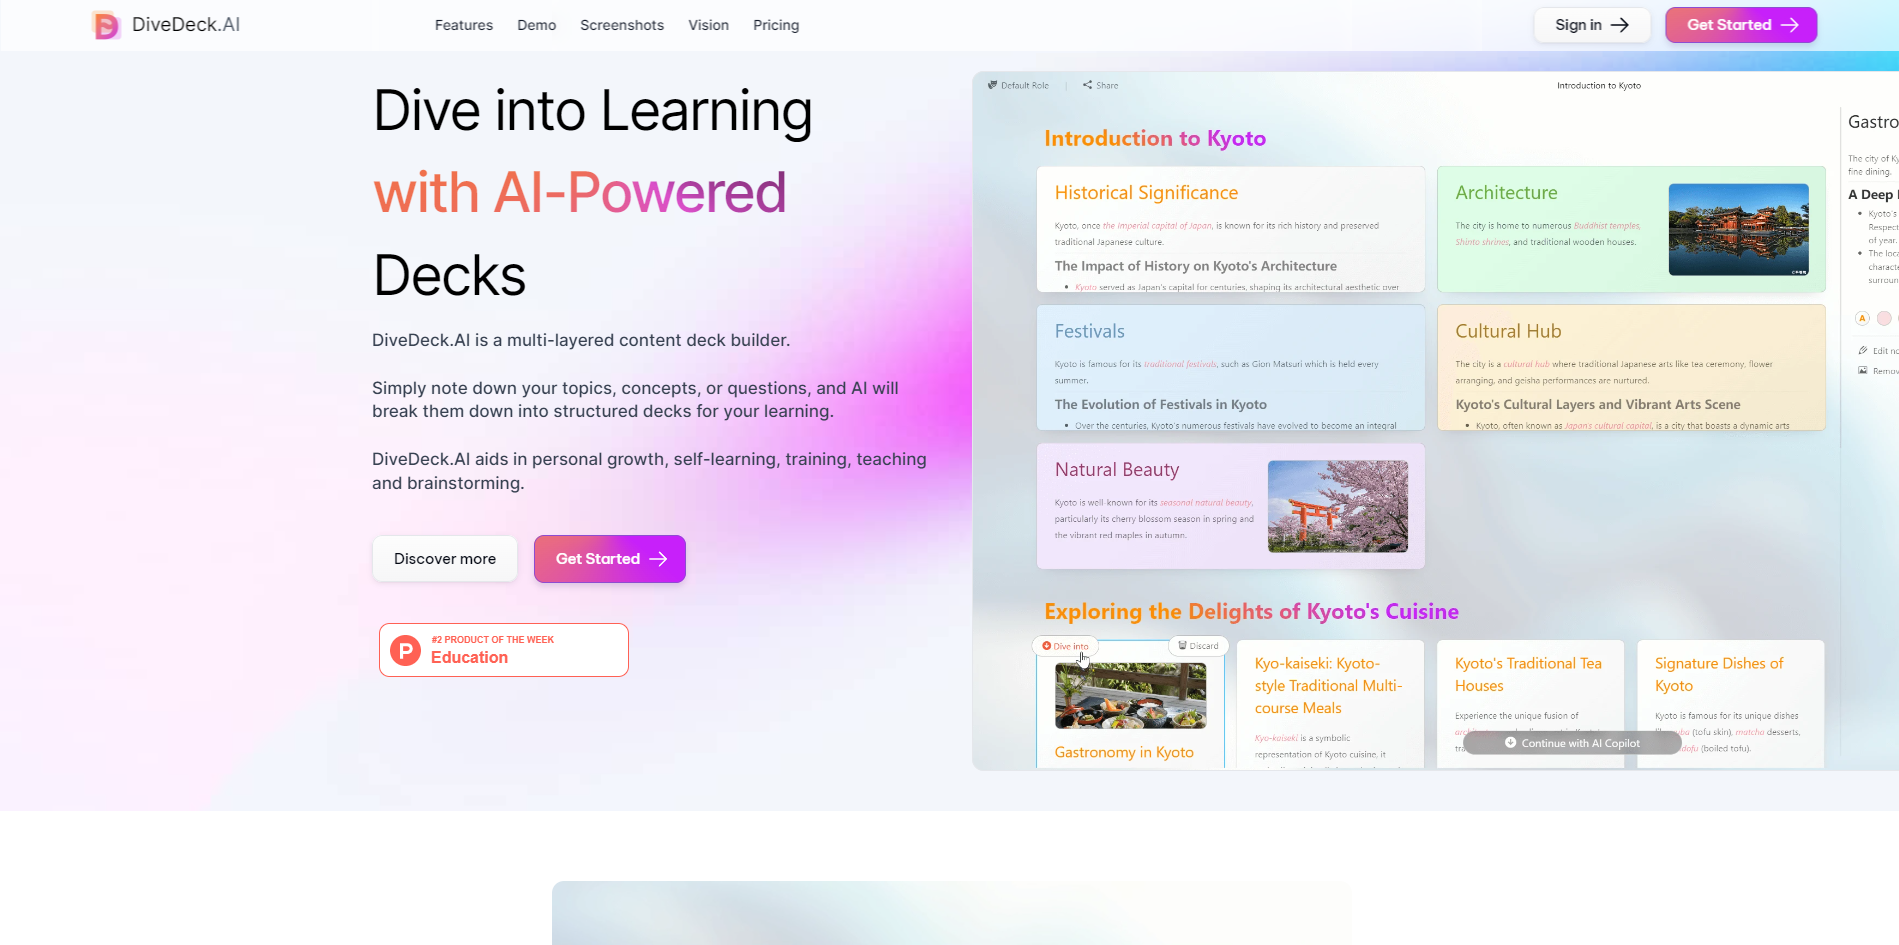 DiveDeck.AI
Features
Demo
Screenshots
Vision
Pricing
Sign in
Get Started
Dive into Learning
with AI-Powered
Decks
DiveDeck.AI is a multi-layered content deck builder.
Simply note down your topics, concepts, or questions, and AI will
break them down into structured decks for your learning.
DiveDeck.AI aids in personal growth, self-learning, training, teaching
and brainstorming.
Discover more
Get Started
P
#2 PRODUCT OF THE WEEK
Education
Default Role
Share
Introduction to Kyoto
Introduction to Kyoto
Historical Significance
Kyoto, once the imperial capital of Japan, is known for its rich history and preserved
traditional Japanese culture.
The Impact of History on Kyoto's Architecture
• Kyoto served as Japan's capital for centuries, shaping its architectural aesthetic over
Architecture
The city is home to numerous Buddhist temples,
Shinto shrines, and traditional wooden houses.
Festivals
Kyoto is famous for its traditional festivals, such as Gion Matsuri which is held every
summer.
The Evolution of Festivals in Kyoto
• Over the centuries, Kyoto's numerous festivals have evolved to become an integral
Cultural Hub
The city is a cultural hub where traditional Japanese arts like tea ceremony, flower
arranging, and geisha performances are nurtured.
Kyoto's Cultural Layers and Vibrant Arts Scene
• Kyoto, often known as Japan's cultural capital, is a city that boasts a dynamic arts
Natural Beauty
Kyoto is well-known for its seasonal natural beauty,
particularly its cherry blossom season in spring and
the vibrant red maples in autumn.
Exploring the Delights of Kyoto's Cuisine
Dive into
Discard
Gastronomy in Kyoto
Kyo-kaiseki: Kyoto-
style Traditional Multi-
course Meals
Kyo-kaiseki is a symbolic
representation of Kyoto cuisine, it
Kyoto's Traditional Tea
Houses
Experience the unique fusion of
Signature Dishes of
Kyoto
Kyoto is famous for its unique dishes
(tofu skin), matcha desserts,
(boiled tofu).
Continue with AI Copilot
Gastro
The city of Ky
fine dining.
A Deep
• Kyoto's
Respect
of year.
• The loca
characte
surroun
A
Edit no
Remov